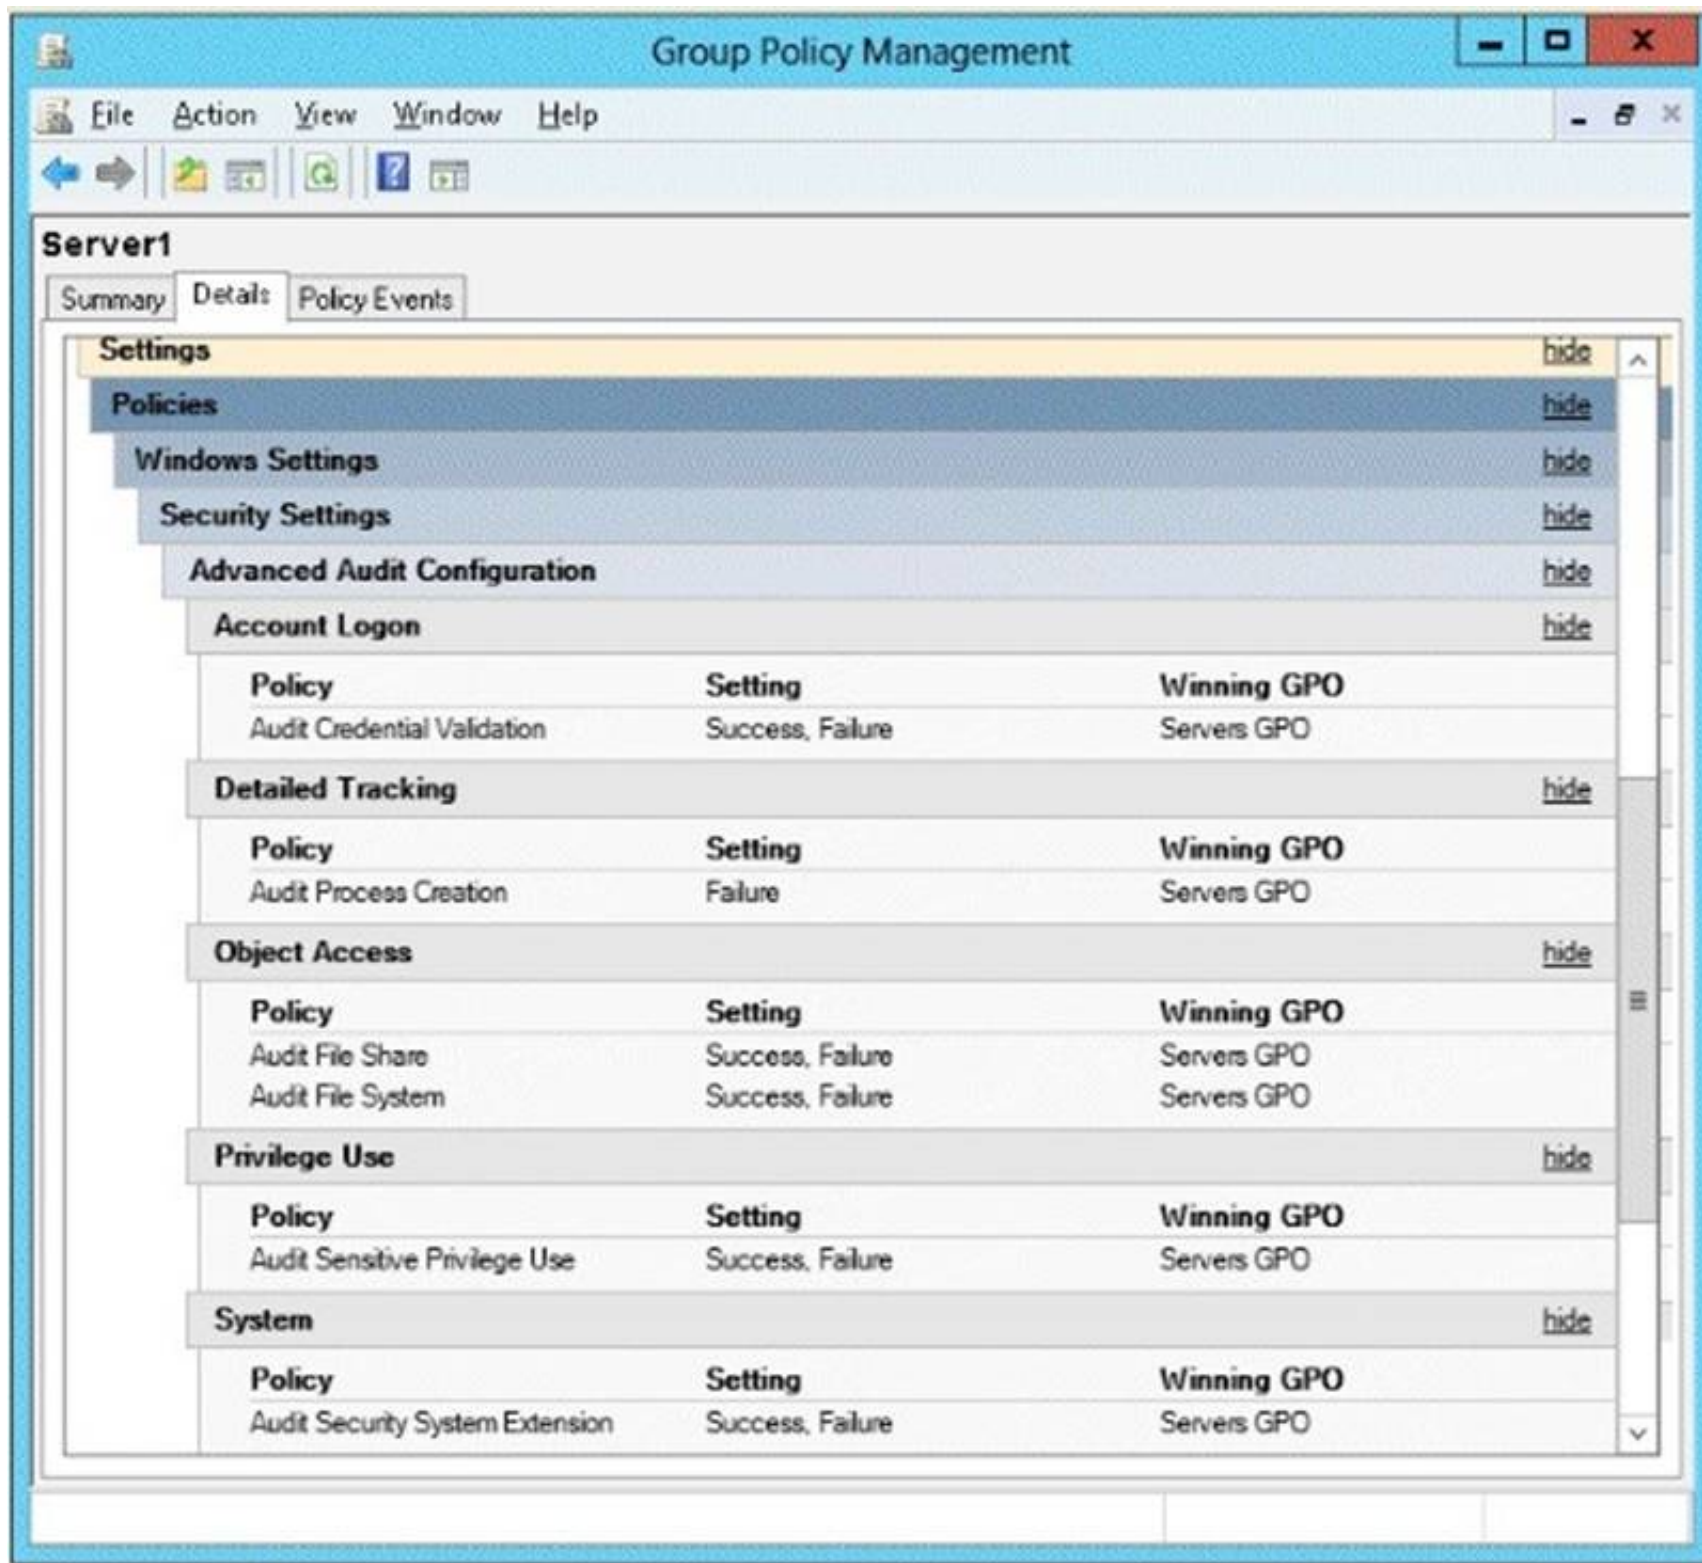 Group Policy Management
File Action View Window Help
Server1
Summary Details Policy Events
Settings hide
Policies hide
Windows Settings hide
Security Settings hide
Advanced Audit Configuration hide
Account Logon hide
Policy Setting Winning GPO
Audit Credential Validation Success, Failure Servers GPO
Detailed Tracking hide
Policy Setting Winning GPO
Audit Process Creation Failure Servers GPO
Object Access hide
Policy Setting Winning GPO
Audit File Share Success, Failure Servers GPO
Audit File System Success, Failure Servers GPO
Privilege Use hide
Policy Setting Winning GPO
Audit Sensitive Privilege Use Success, Failure Servers GPO
System hide
Policy Setting Winning GPO
Audit Security System Extension Success, Failure Servers GPO